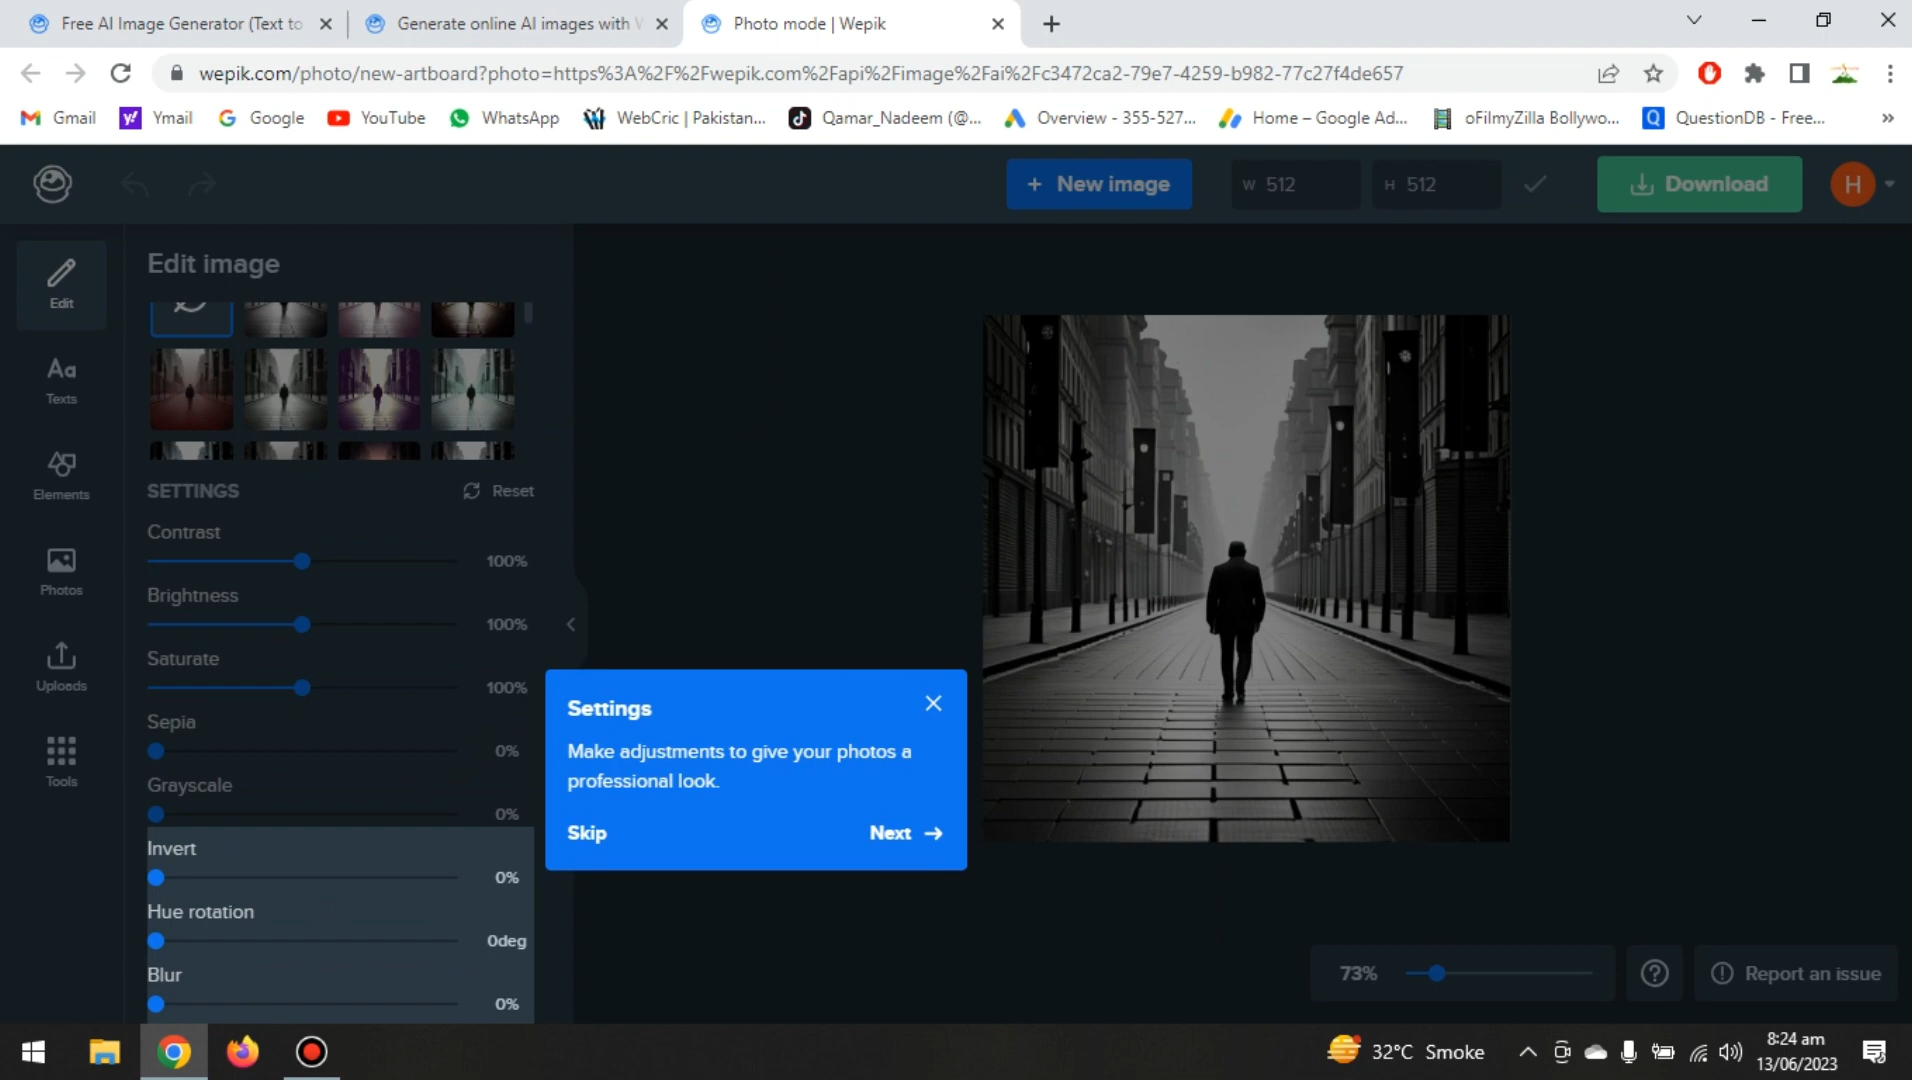 Free AI Image Generator (Text to
Generate online AI images with W
Photo mode | Wepik
wepik.com/photo/new-artboard?photo=https%3A%2F%2Fwepik.com%2Fapi%2Fimage%2Fai%2Fc3472ca2-79e7-4259-b982-77c27f4de657
Gmail
Ymail
Google
YouTube
WhatsApp
WebCric | Pakistan...
Qamar_Nadeem (@...
Overview - 355-527...
Home – Google Ad...
oFilmyZilla Bollywo...
QuestionDB - Free...
+ New image
W 512
H 512
Download
H
Edit
Texts
Elements
Photos
Uploads
Tools
Edit image
SETTINGS
Reset
Contrast
100%
Brightness
100%
Saturate
100%
Sepia
0%
Grayscale
0%
Invert
0%
Hue rotation
0deg
Blur
0%
Settings
Make adjustments to give your photos a
professional look.
Skip
Next
73%
Report an issue
32°C Smoke
8:24 am
13/06/2023